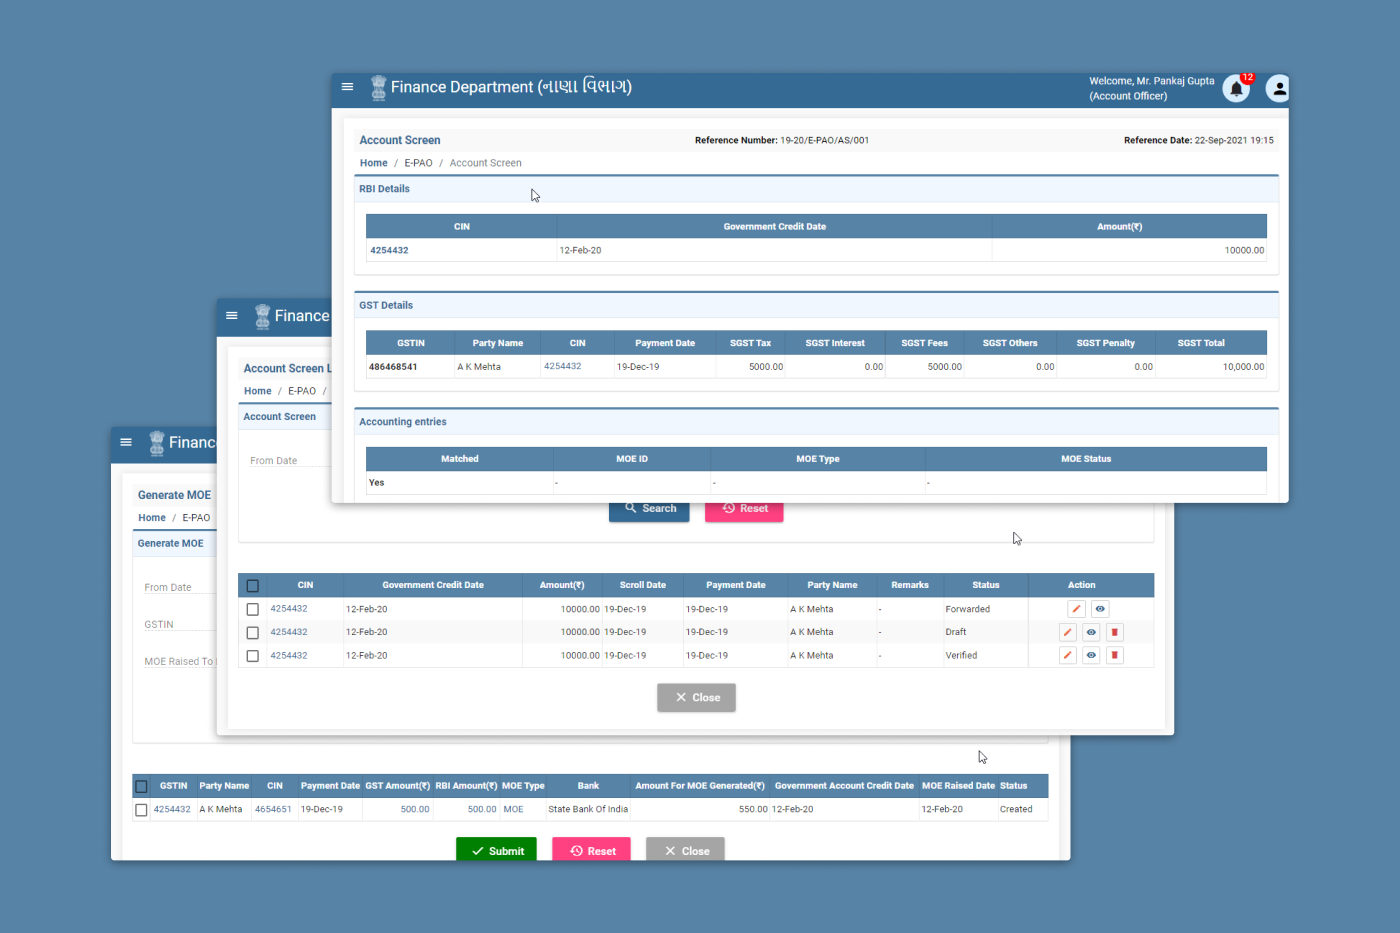 Finance Department (નાણા વિભાગ)
Welcome, Mr. Pankaj Gupta
(Account Officer)
12
Account Screen
Reference Number: 19-20/E-PAO/AS/001
Reference Date: 22-Sep-2021 19:15
Home / E-PAO / Account Screen
RBI Details
CIN Government Credit Date Amount(₹)
4254432 12-Feb-20 10000.00
GST Details
GSTIN Party Name CIN Payment Date SGST Tax SGST Interest SGST Fees SGST Others SGST Penalty SGST Total
486468541 A K Mehta 4254432 19-Dec-19 5000.00 0.00 5000.00 0.00 0.00 10,000.00
Accounting entries
Matched MOE ID MOE Type MOE Status
Yes - - -
Finance
Account Screen L
Home / E-PAO /
Account Screen
From Date
Search Reset
CIN Government Credit Date Amount(₹) Scroll Date Payment Date Party Name Remarks Status Action
4254432 12-Feb-20 10000.00 19-Dec-19 19-Dec-19 A K Mehta - Forwarded
4254432 12-Feb-20 10000.00 19-Dec-19 19-Dec-19 A K Mehta - Draft
4254432 12-Feb-20 10000.00 19-Dec-19 19-Dec-19 A K Mehta - Verified
Close
Financ
Generate MOE
Home / E-PAO
Generate MOE
From Date
GSTIN
MOE Raised To
GSTIN Party Name CIN Payment Date GST Amount(₹) RBI Amount(₹) MOE Type Bank Amount For MOE Generated(₹) Government Account Credit Date MOE Raised Date Status
4254432 A K Mehta 4654651 19-Dec-19 500.00 500.00 MOE State Bank Of India 550.00 12-Feb-20 12-Feb-20 Created
Submit Reset Close